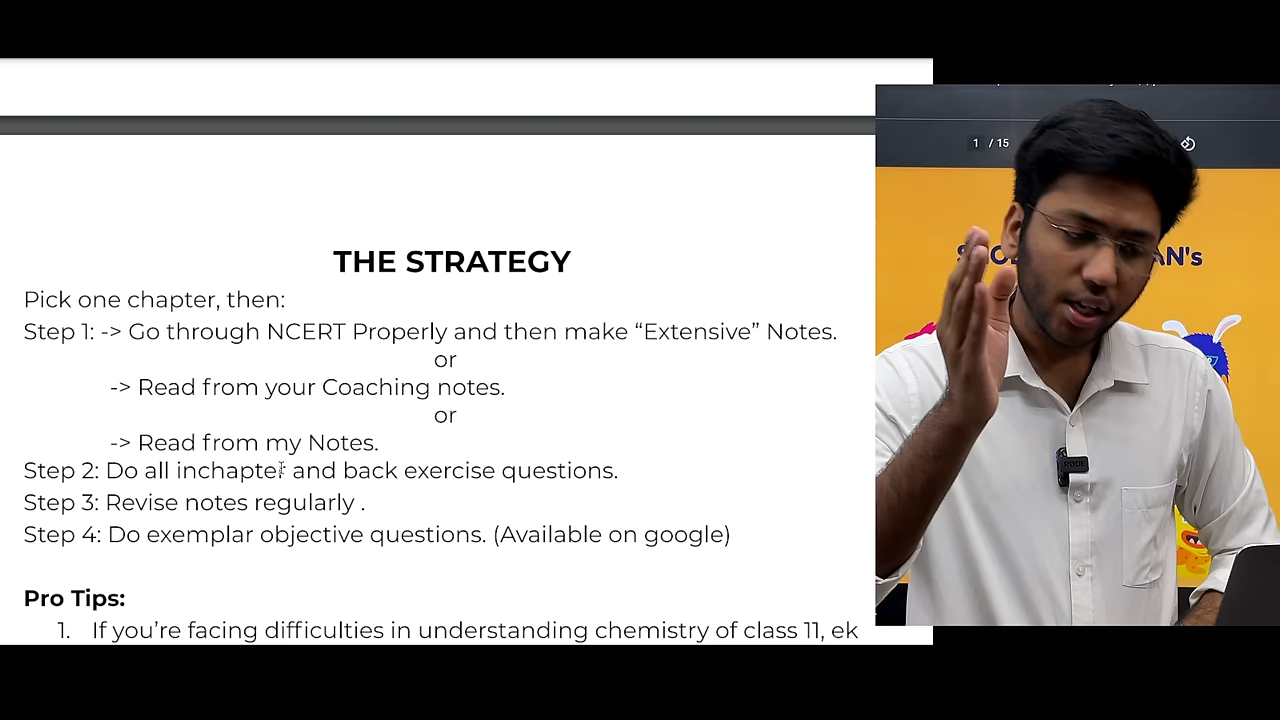 THE STRATEGY
Pick one chapter, then:
Step 1: -> Go through NCERT Properly and then make “Extensive” Notes.
or
-> Read from your Coaching notes.
or
-> Read from my Notes.
Step 2: Do all inchapter and back exercise questions.
Step 3: Revise notes regularly .
Step 4: Do exemplar objective questions. (Available on google)
Pro Tips:
1. If you’re facing difficulties in understanding chemistry of class 11, ek
1 / 15
AN's
RODE